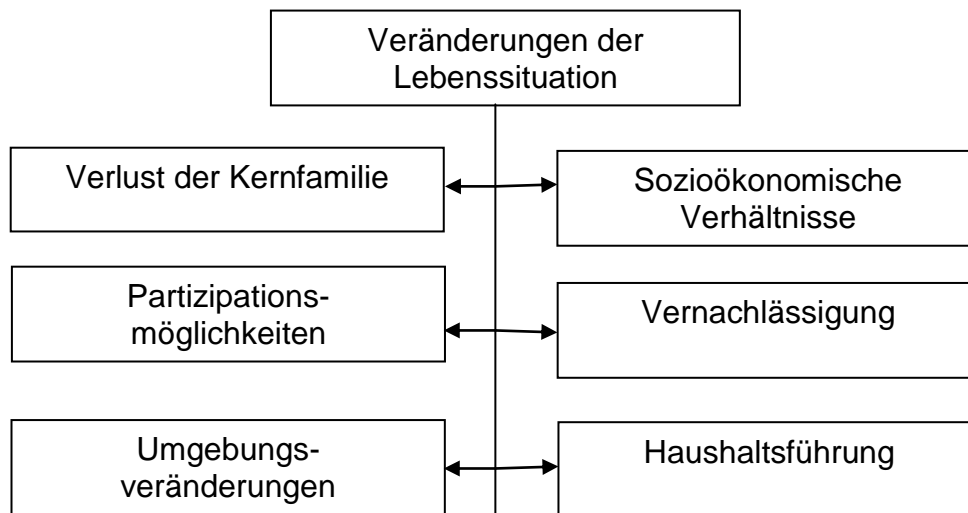 Veränderungen der
Lebenssituation
Verlust der Kernfamilie
Sozioökonomische
Verhältnisse
Partizipations-
möglichkeiten
Vernachlässigung
Umgebungs-
veränderungen
Haushaltsführung